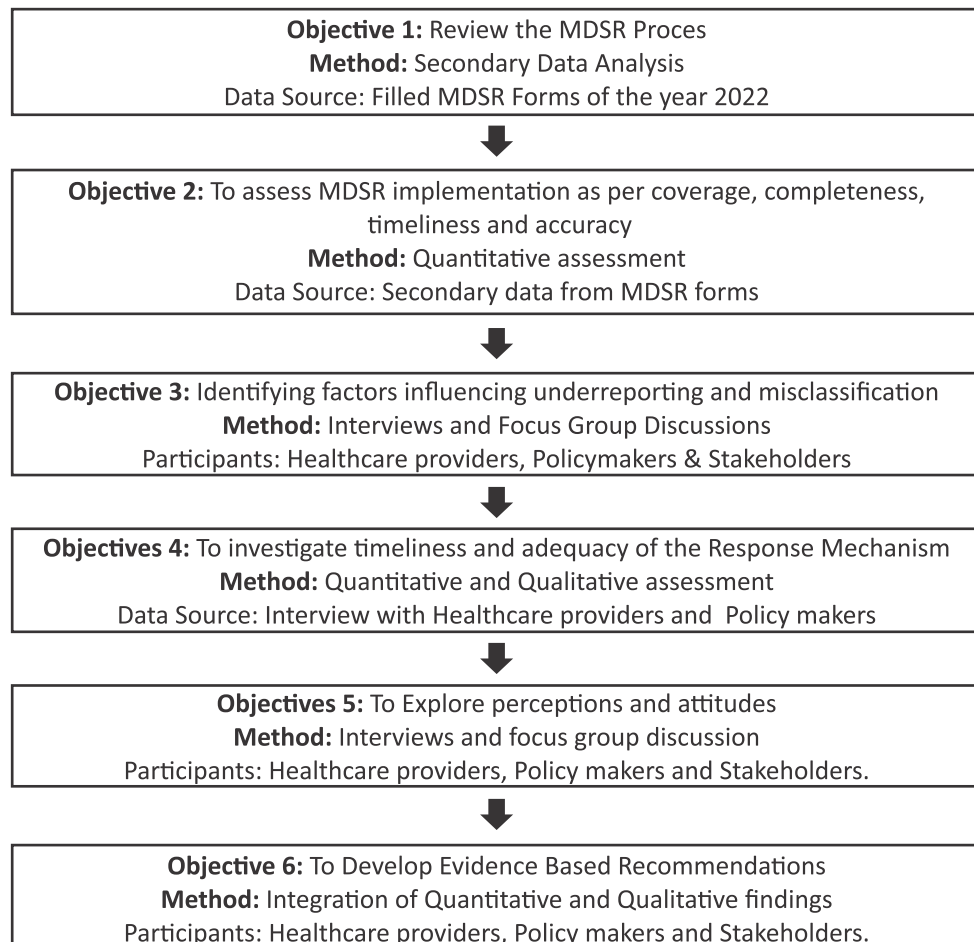 Objective 1: Review the MDSR Proces
Method: Secondary Data Analysis
Data Source: Filled MDSR Forms of the year 2022
Objective 2: To assess MDSR implementation as per coverage, completeness,
timeliness and accuracy
Method: Quantitative assessment
Data Source: Secondary data from MDSR forms
Objective 3: Identifying factors influencing underreporting and misclassification
Method: Interviews and Focus Group Discussions
Participants: Healthcare providers, Policymakers & Stakeholders
Objectives 4: To investigate timeliness and adequacy of the Response Mechanism
Method: Quantitative and Qualitative assessment
Data Source: Interview with Healthcare providers and Policy makers
Objectives 5: To Explore perceptions and attitudes
Method: Interviews and focus group discussion
Participants: Healthcare providers, Policy makers and Stakeholders.
Objective 6: To Develop Evidence Based Recommendations
Method: Integration of Quantitative and Qualitative findings
Participants: Healthcare providers, Policy makers and Stakeholders.